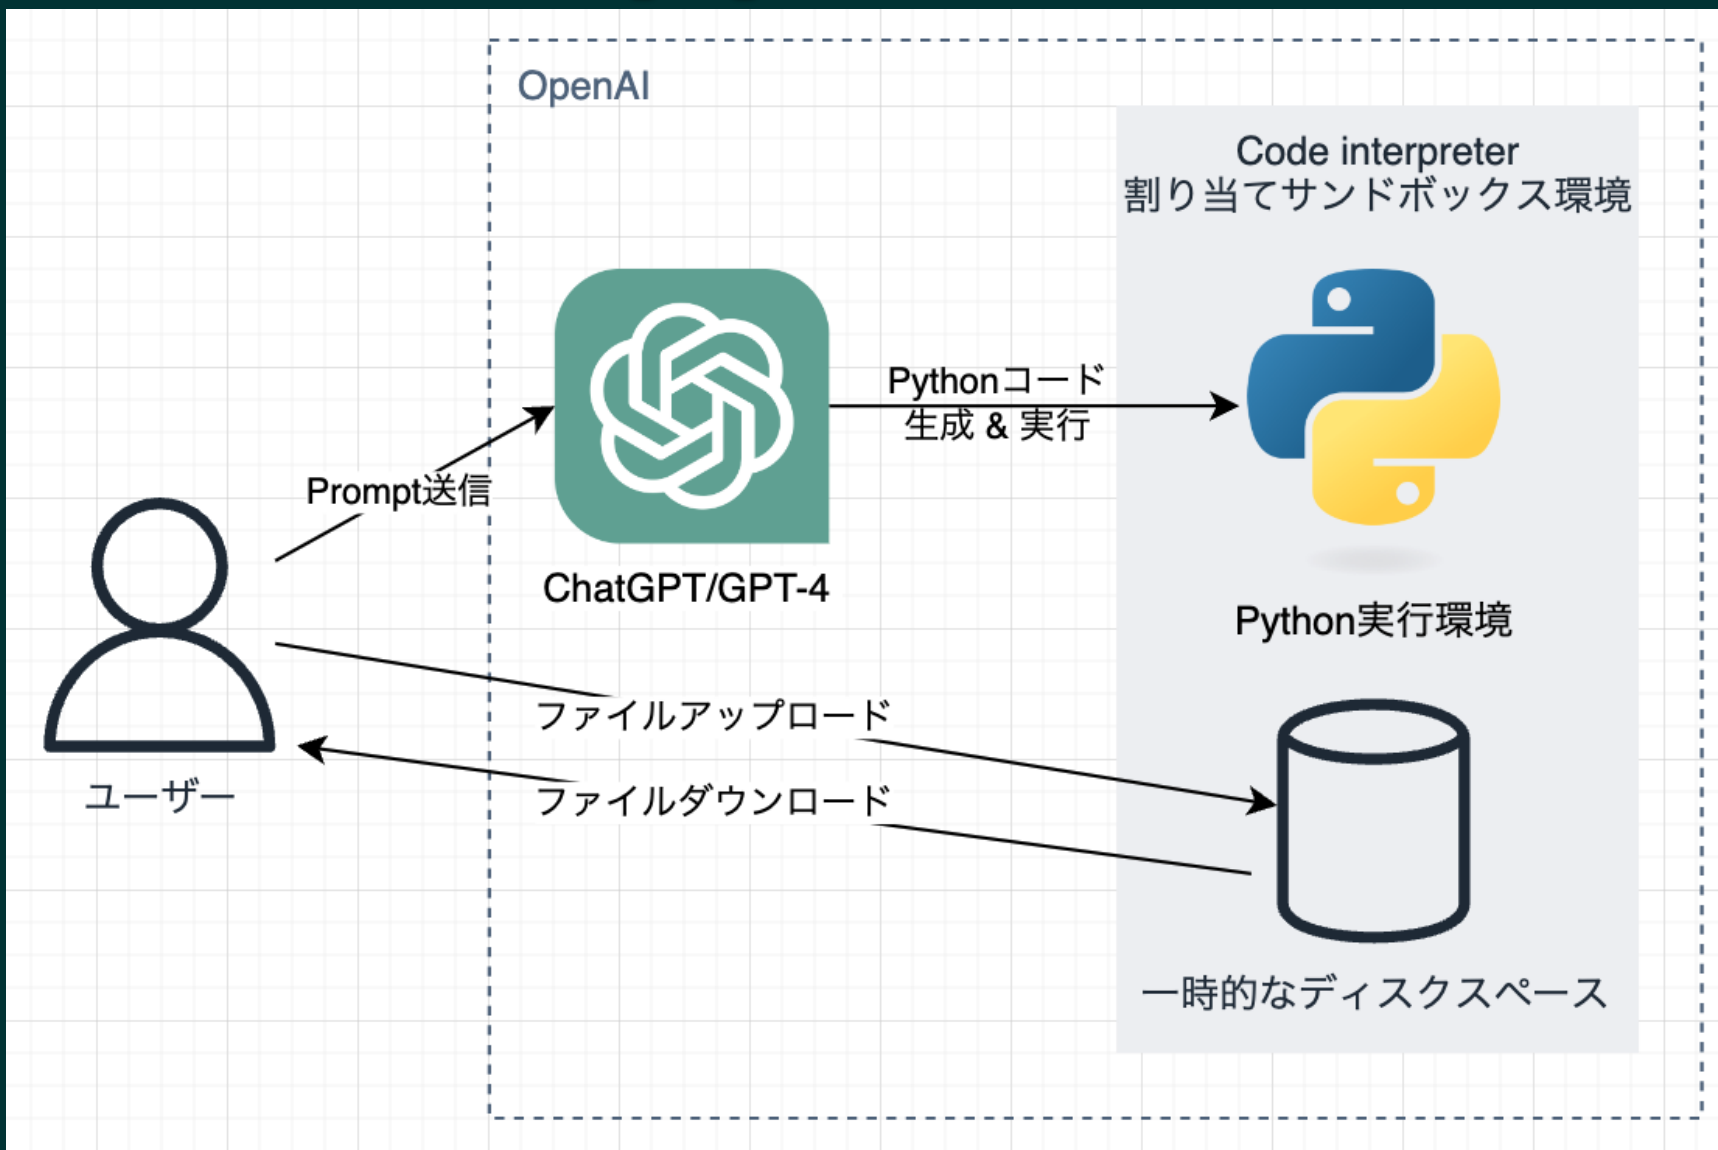 OpenAI
Code interpreter
割り当てサンドボックス環境
Pythonコード
生成 & 実行
Prompt送信
ChatGPT/GPT-4
Python実行環境
ファイルアップロード
ファイルダウンロード
ユーザー
一時的なディスクスペース